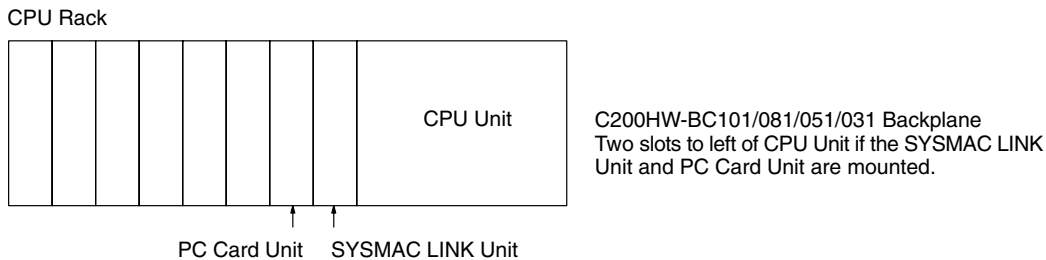 CPU Rack
CPU Unit
C200HW-BC101/081/051/031 Backplane
Two slots to left of CPU Unit if the SYSMAC LINK
Unit and PC Card Unit are mounted.
PC Card Unit
SYSMAC LINK Unit